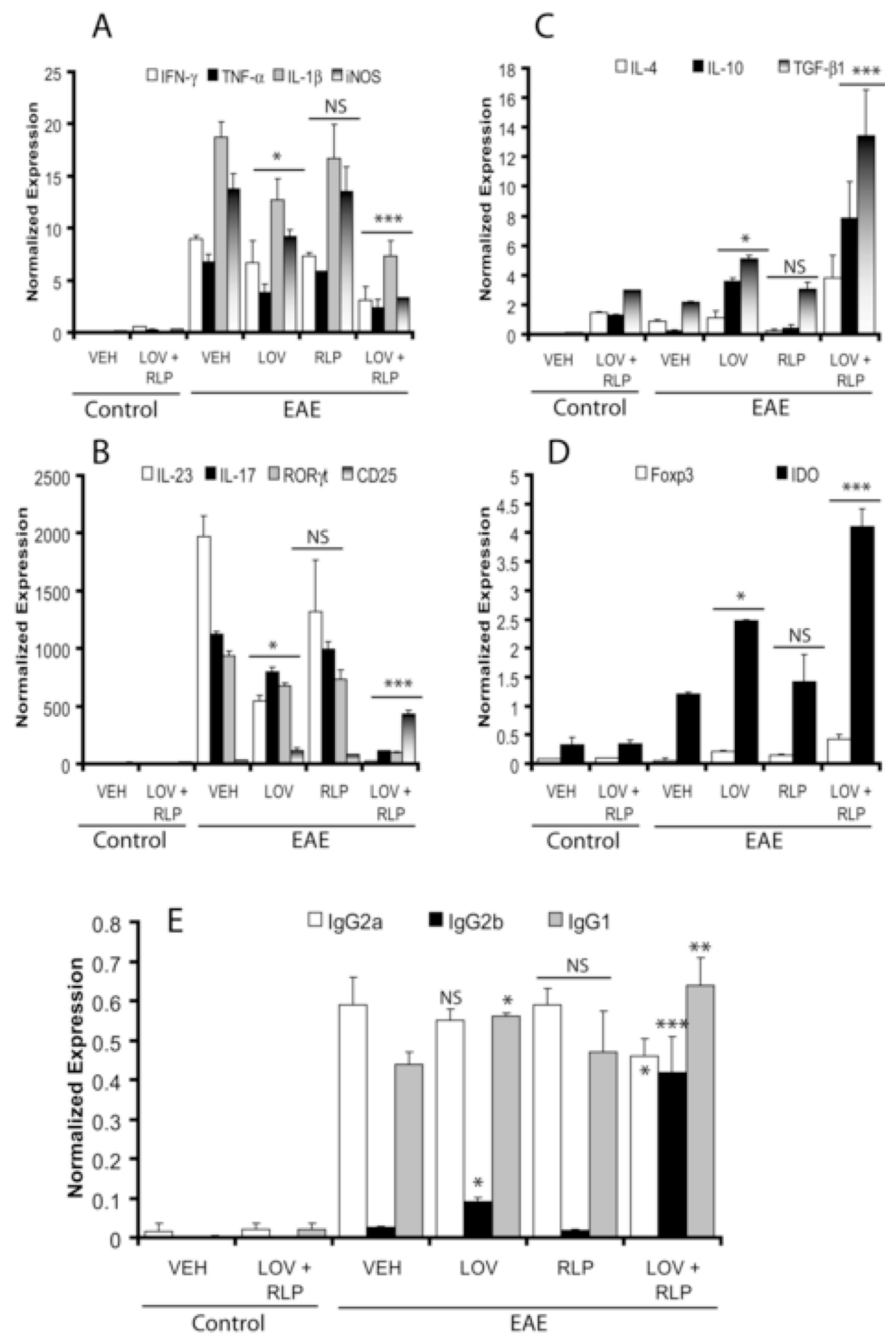 A
IFN-γ TNF-α IL-1β iNOS
Normalized Expression
25
20
15
10
5
0
*
NS
***
VEH LOV + RLP VEH LOV RLP LOV + RLP
Control EAE
C
IL-4 IL-10 TGF-β1
Normalized Expression
18
16
14
12
10
8
6
4
2
0
*
NS
***
VEH LOV + RLP VEH LOV RLP LOV + RLP
Control EAE
B
IL-23 IL-17 RORγt CD25
Normalized Expression
2500
2000
1500
1000
500
0
*
NS
***
VEH LOV + RLP VEH LOV RLP LOV + RLP
Control EAE
D
Foxp3 IDO
Normalized Expression
5
4.5
4
3.5
3
2.5
2
1.5
1
0.5
0
*
NS
***
VEH LOV + RLP VEH LOV RLP LOV + RLP
Control EAE
E
IgG2a IgG2b IgG1
Normalized Expression
0.8
0.7
0.6
0.5
0.4
0.3
0.2
0.1
0
NS
*
*
NS
*
***
**
VEH LOV + RLP VEH LOV RLP LOV + RLP
Control EAE